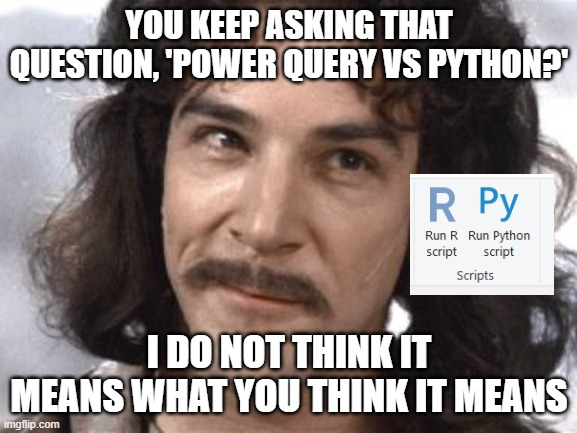 YOU KEEP ASKING THAT
QUESTION, 'POWER QUERY VS PYTHON?'
R Py
Run R Run Python
script script
Scripts
I DO NOT THINK IT
MEANS WHAT YOU THINK IT MEANS
imgflip.com